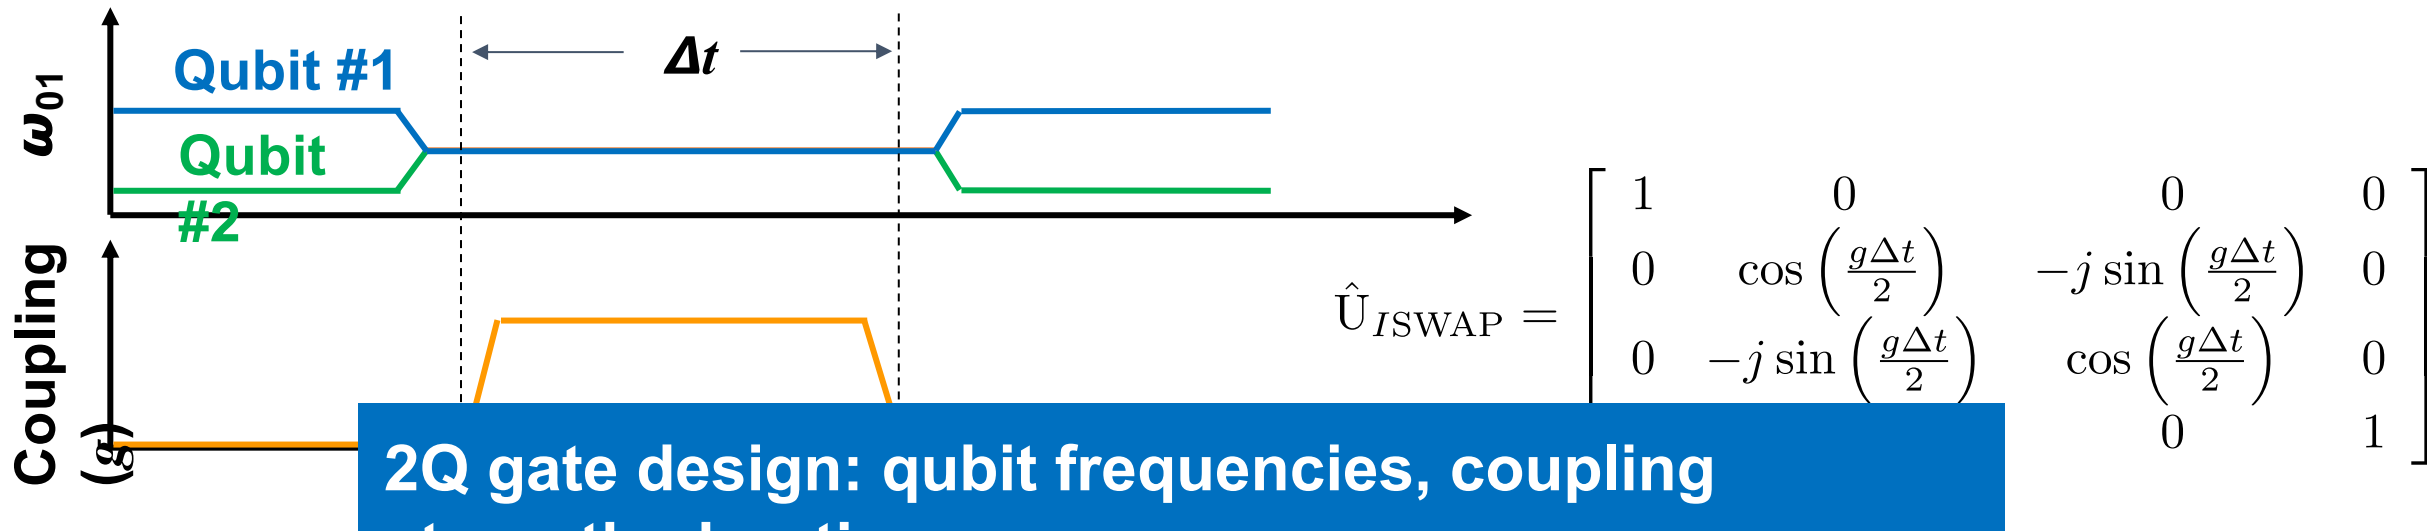 ω01
Qubit #1
Δt
Qubit
#2
Coupling
(g)
Û_ISWAP =
1 0 0 0
0 cos(gΔt/2) −j sin(gΔt/2) 0
0 −j sin(gΔt/2) cos(gΔt/2) 0
0 1
2Q gate design: qubit frequencies, coupling